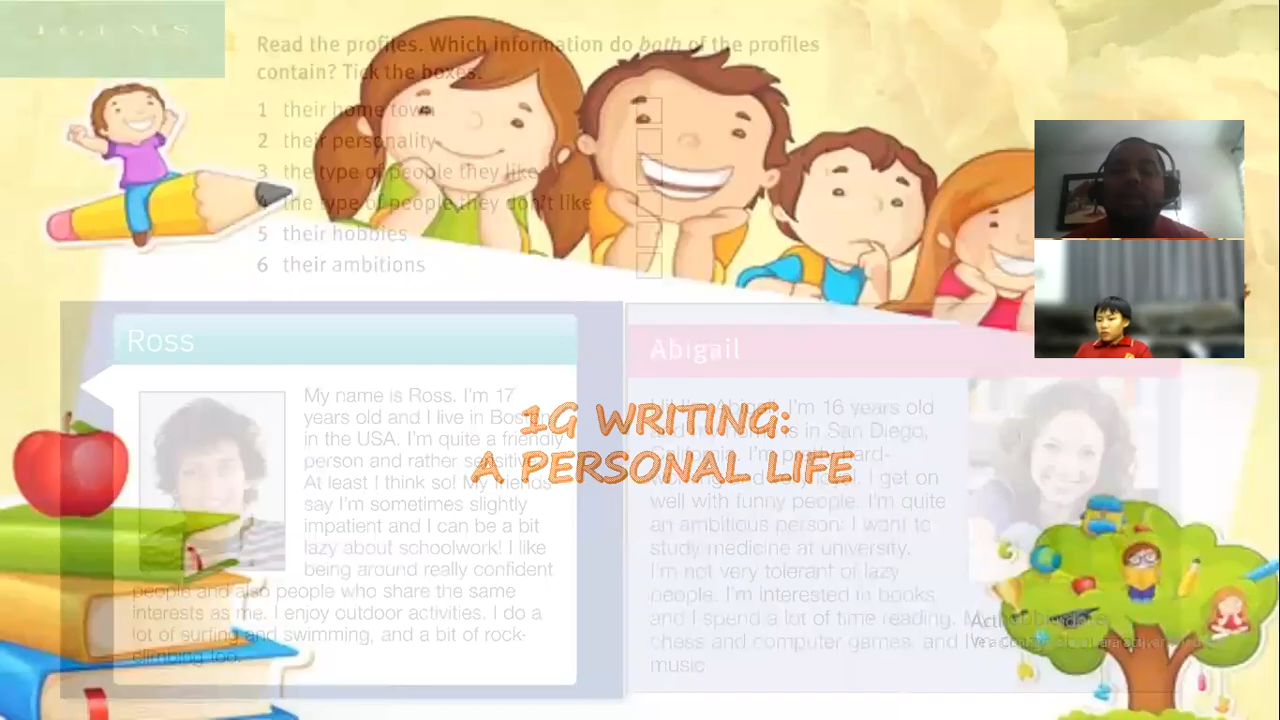 Read the profiles. Which information do both of the profiles
contain? Tick the boxes.
1 their home town
2 their personality
3 the type of people they like
4 the type of people they don't like
5 their hobbies
6 their ambitions
Ross
My name is Ross. I'm 17
years old and I live in Boston
in the USA. I'm quite a friendly
person and rather sensitive.
At least I think so! My friends
say I'm sometimes slightly
impatient and I can be a bit
lazy about schoolwork! I like
being around really confident
people and also people who share the same
interests as me. I enjoy outdoor activities. I do a
lot of surfing and swimming, and a bit of rock-
climbing too.
1G WRITING:
A PERSONAL LIFE
Abigail
I'm 16 years old
in San Diego,
I get on
well with funny people. I'm quite
an ambitious person: I want to
study medicine at university.
I'm not very tolerant of lazy
people. I'm interested in books
and I spend a lot of time reading.
chess and computer games, and
music.